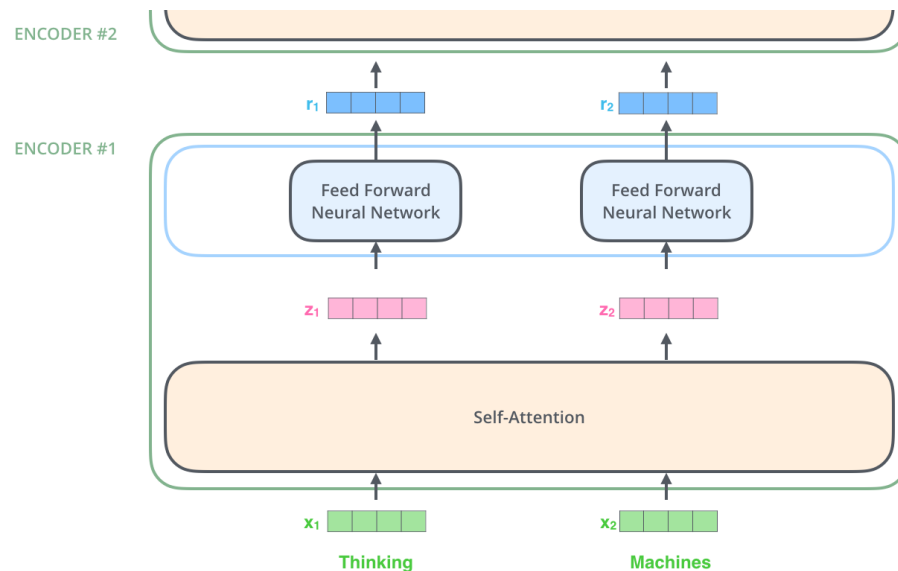 ENCODER #2
r₁
r₂
ENCODER #1
Feed Forward
Neural Network
Feed Forward
Neural Network
z₁
z₂
Self-Attention
x₁
x₂
Thinking
Machines